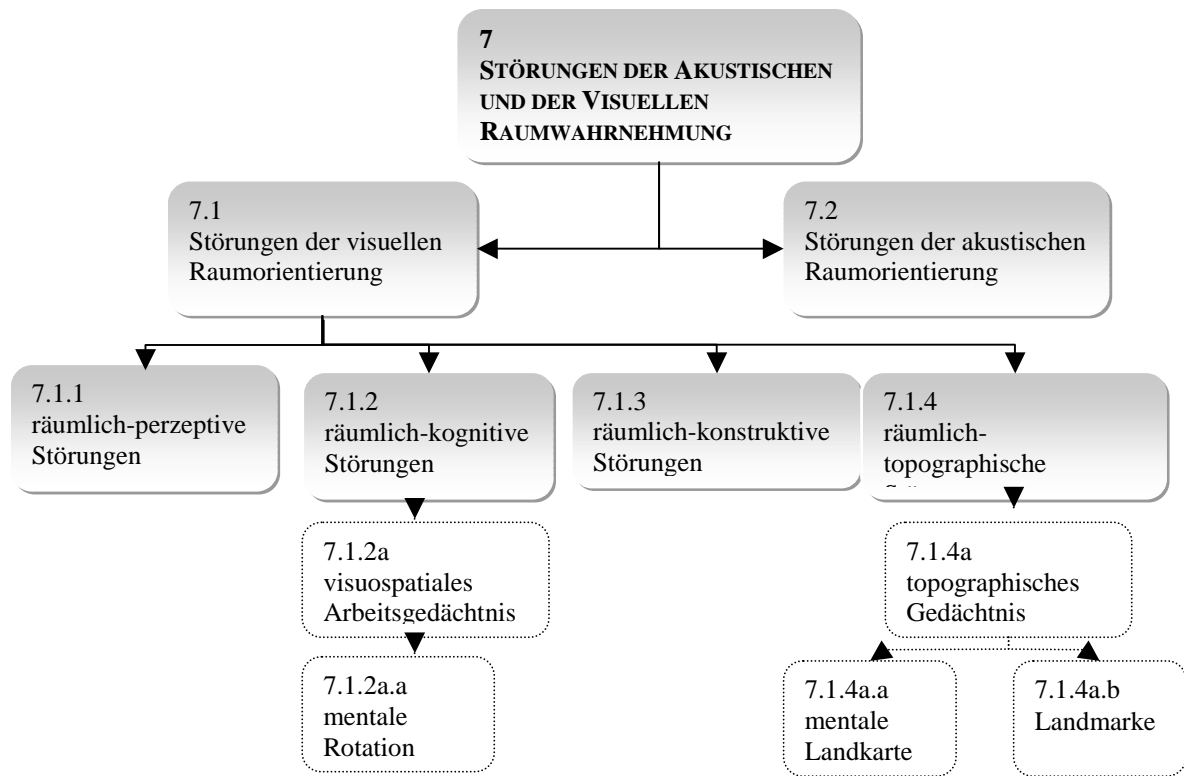 7
STÖRUNGEN DER AKUSTISCHEN
UND DER VISUELLEN
RAUMWAHRNEHMUNG
7.1
Störungen der visuellen
Raumorientierung
7.2
Störungen der akustischen
Raumorientierung
7.1.1
räumlich-perzeptive
Störungen
7.1.2
räumlich-kognitive
Störungen
7.1.3
räumlich-konstruktive
Störungen
7.1.4
räumlich-
topographische
7.1.2a
visuospatiales
Arbeitsgedächtnis
7.1.4a
topographisches
Gedächtnis
7.1.2a.a
mentale
Rotation
7.1.4a.a
mentale
Landkarte
7.1.4a.b
Landmarke